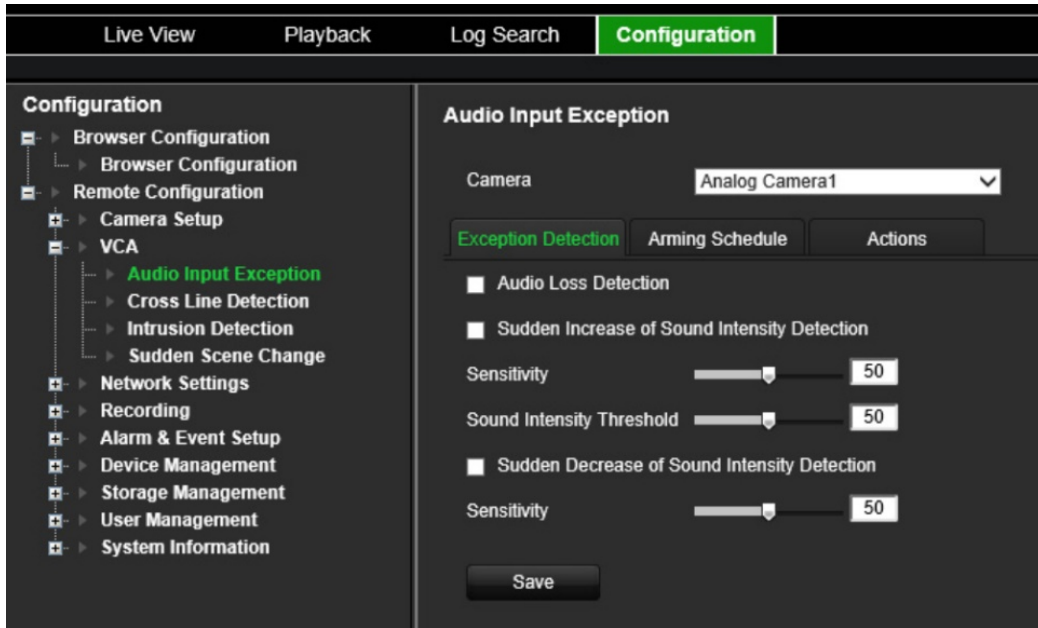 Live View Playback Log Search Configuration
Configuration
Browser Configuration
Browser Configuration
Remote Configuration
Camera Setup
VCA
Audio Input Exception
Cross Line Detection
Intrusion Detection
Sudden Scene Change
Network Settings
Recording
Alarm & Event Setup
Device Management
Storage Management
User Management
System Information
Audio Input Exception
Camera Analog Camera1
Exception Detection Arming Schedule Actions
Audio Loss Detection
Sudden Increase of Sound Intensity Detection
Sensitivity 50
Sound Intensity Threshold 50
Sudden Decrease of Sound Intensity Detection
Sensitivity 50
Save